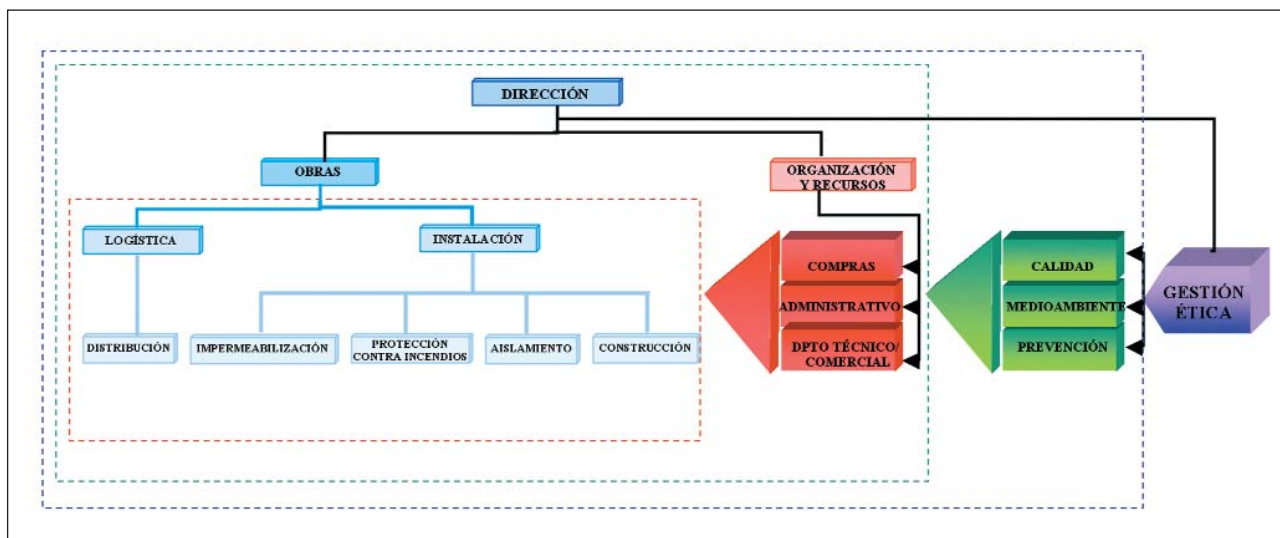 DIRECCIÓN
OBRAS
ORGANIZACIÓN
Y RECURSOS
LOGÍSTICA
INSTALACIÓN
COMPRAS
ADMINISTRATIVO
DPTO TÉCNICO/
COMERCIAL
CALIDAD
MEDIOAMBIENTE
PREVENCIÓN
GESTIÓN
ÉTICA
DISTRIBUCIÓN
IMPERMEABILIZACIÓN
PROTECCIÓN
CONTRA INCENDIOS
AISLAMIENTO
CONSTRUCCIÓN